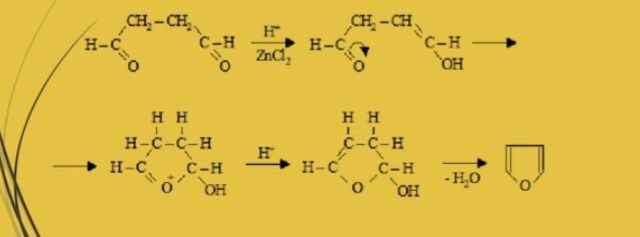 CH₂–CH₂ H⁺ CH₂–CH
H–C C–H ZnCl₂ H–C C–H
O O O OH
H H H H
H–C–C–H C–C–H
H–C C–H H⁺ H–C C–H -H₂O
O⁺ OH O OH O